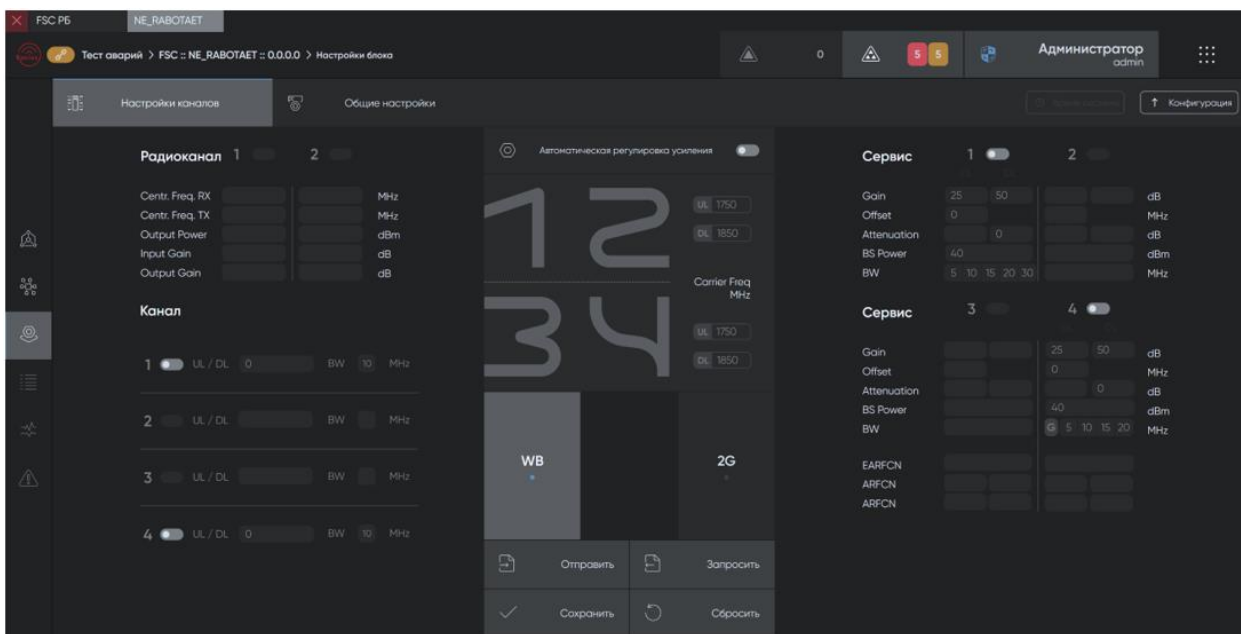 FSC РБ NE_RABOTAET
Тест аварий > FSC :: NE_RABOTAET :: 0.0.0.0 > Настройки блока 0 5 5 Администратор
admin
Настройки каналов Общие настройки Конфигурация
Радиоканал 1 2
Centr. Freq. RX MHz
Centr. Freq. TX MHz
Output Power dBm
Input Gain dB
Output Gain dB
Канал
1 UL / DL 0 BW 10 MHz
2 UL / DL BW MHz
3 UL / DL BW MHz
4 UL / DL 0 BW 10 MHz
Автоматическая регулировка усиления
1 2
UL 1750
DL 1850
Carrier Freq
MHz
3 4
UL 1750
DL 1850
WB 2G
Отправить Запросить
Сохранить Сбросить
Сервис 1 2
Gain 25 50 dB
Offset 0 MHz
Attenuation 0 dB
BS Power 40 dBm
BW 5 10 15 20 30 MHz
Сервис 3 4
Gain 25 50 dB
Offset 0 MHz
Attenuation 0 dB
BS Power 40 dBm
BW G 5 10 15 20 MHz
EARFCN
ARFCN
ARFCN